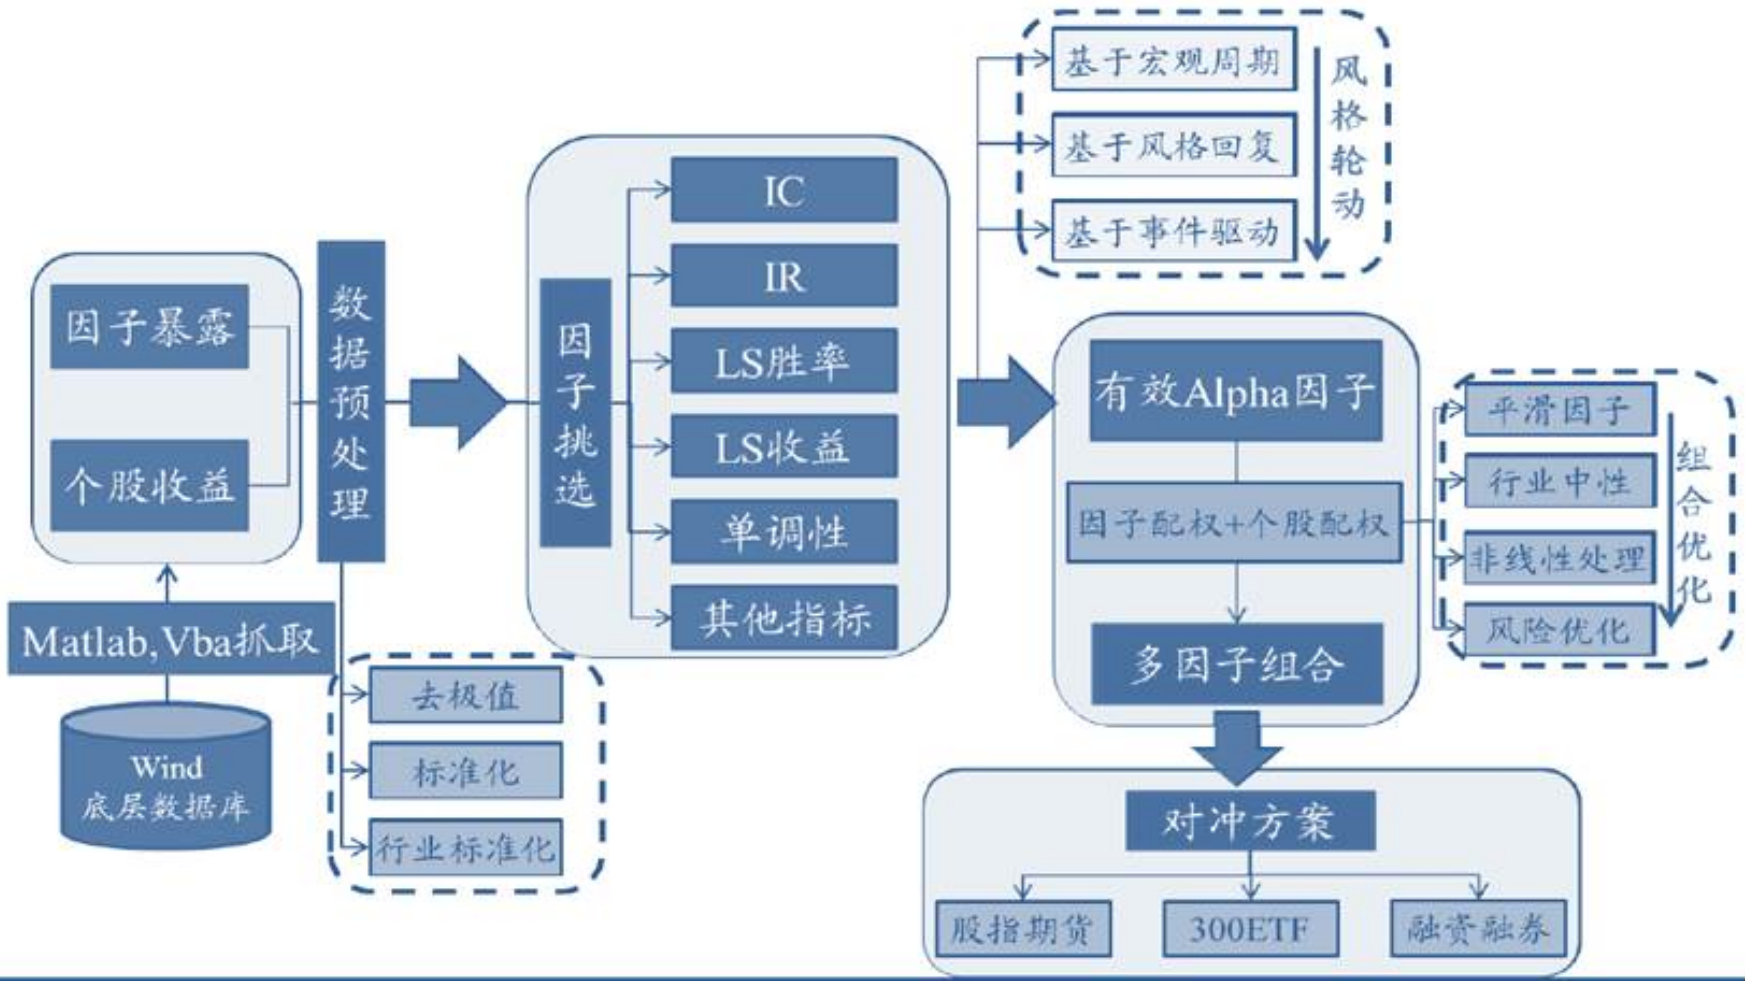 因子暴露
个股收益
Matlab,Vba抓取
Wind
底层数据库
数据预处理
去极值
标准化
行业标准化
因子挑选
IC
IR
LS胜率
LS收益
单调性
其他指标
基于宏观周期
基于风格回复
基于事件驱动
风格轮动
有效Alpha因子
因子配权+个股配权
多因子组合
平滑因子
行业中性
非线性处理
风险优化
组合优化
对冲方案
股指期货
300ETF
融资融券